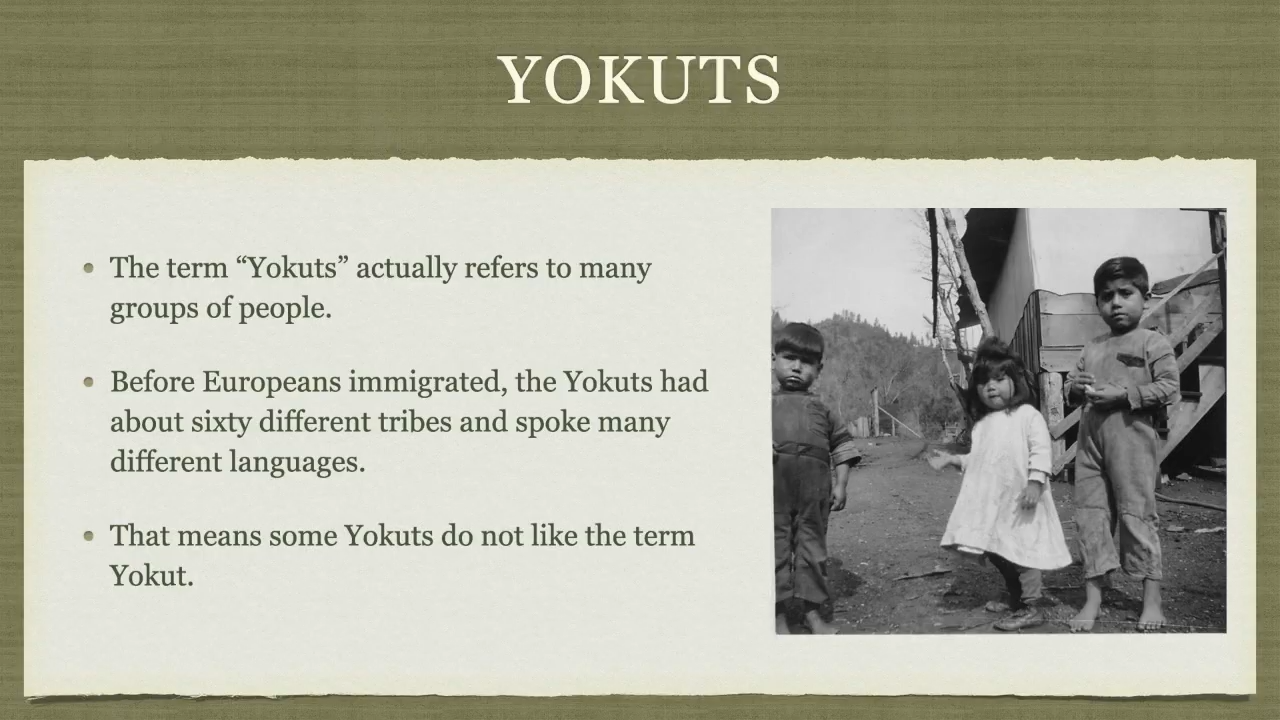 YOKUTS
The term “Yokuts” actually refers to many
groups of people.
Before Europeans immigrated, the Yokuts had
about sixty different tribes and spoke many
different languages.
That means some Yokuts do not like the term
Yokut.